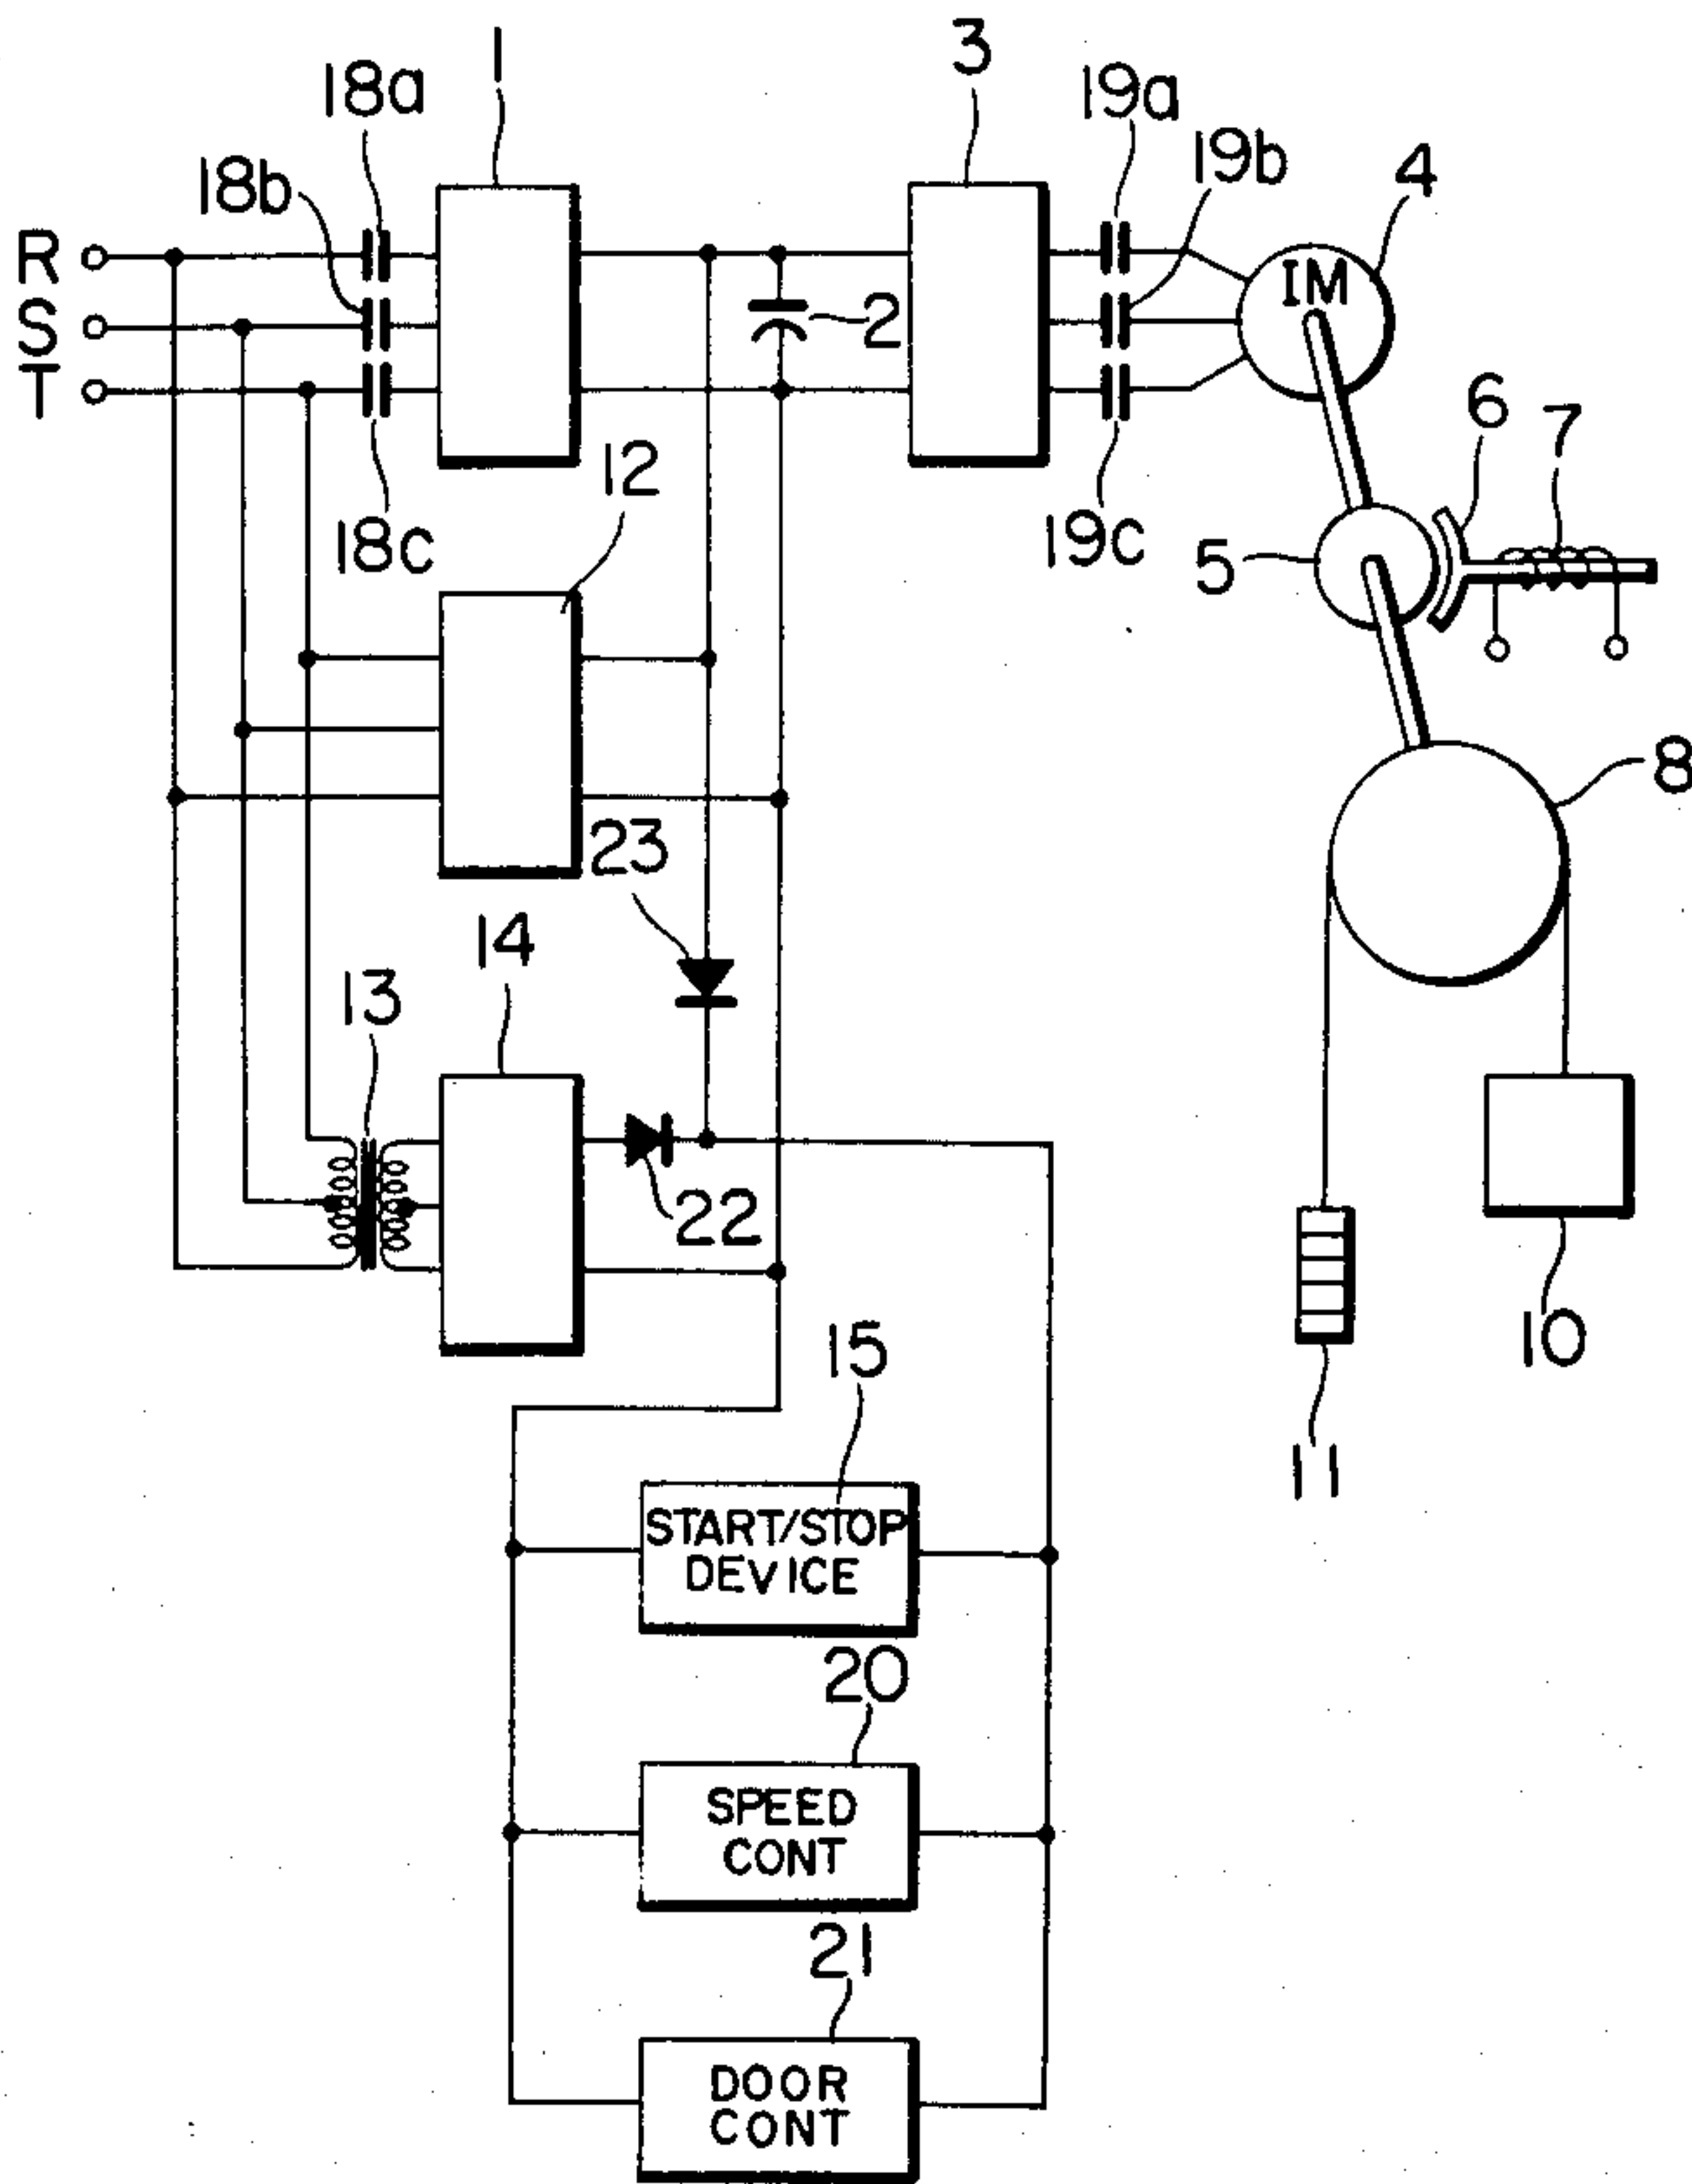 1
3
18a
19a
18b
19b
4
R
S
T
2
IM
6
7
12
18c
19c
5
8
23
14
13
22
15
10
11
START/STOP
DEVICE
20
SPEED
CONT
21
DOOR
CONT